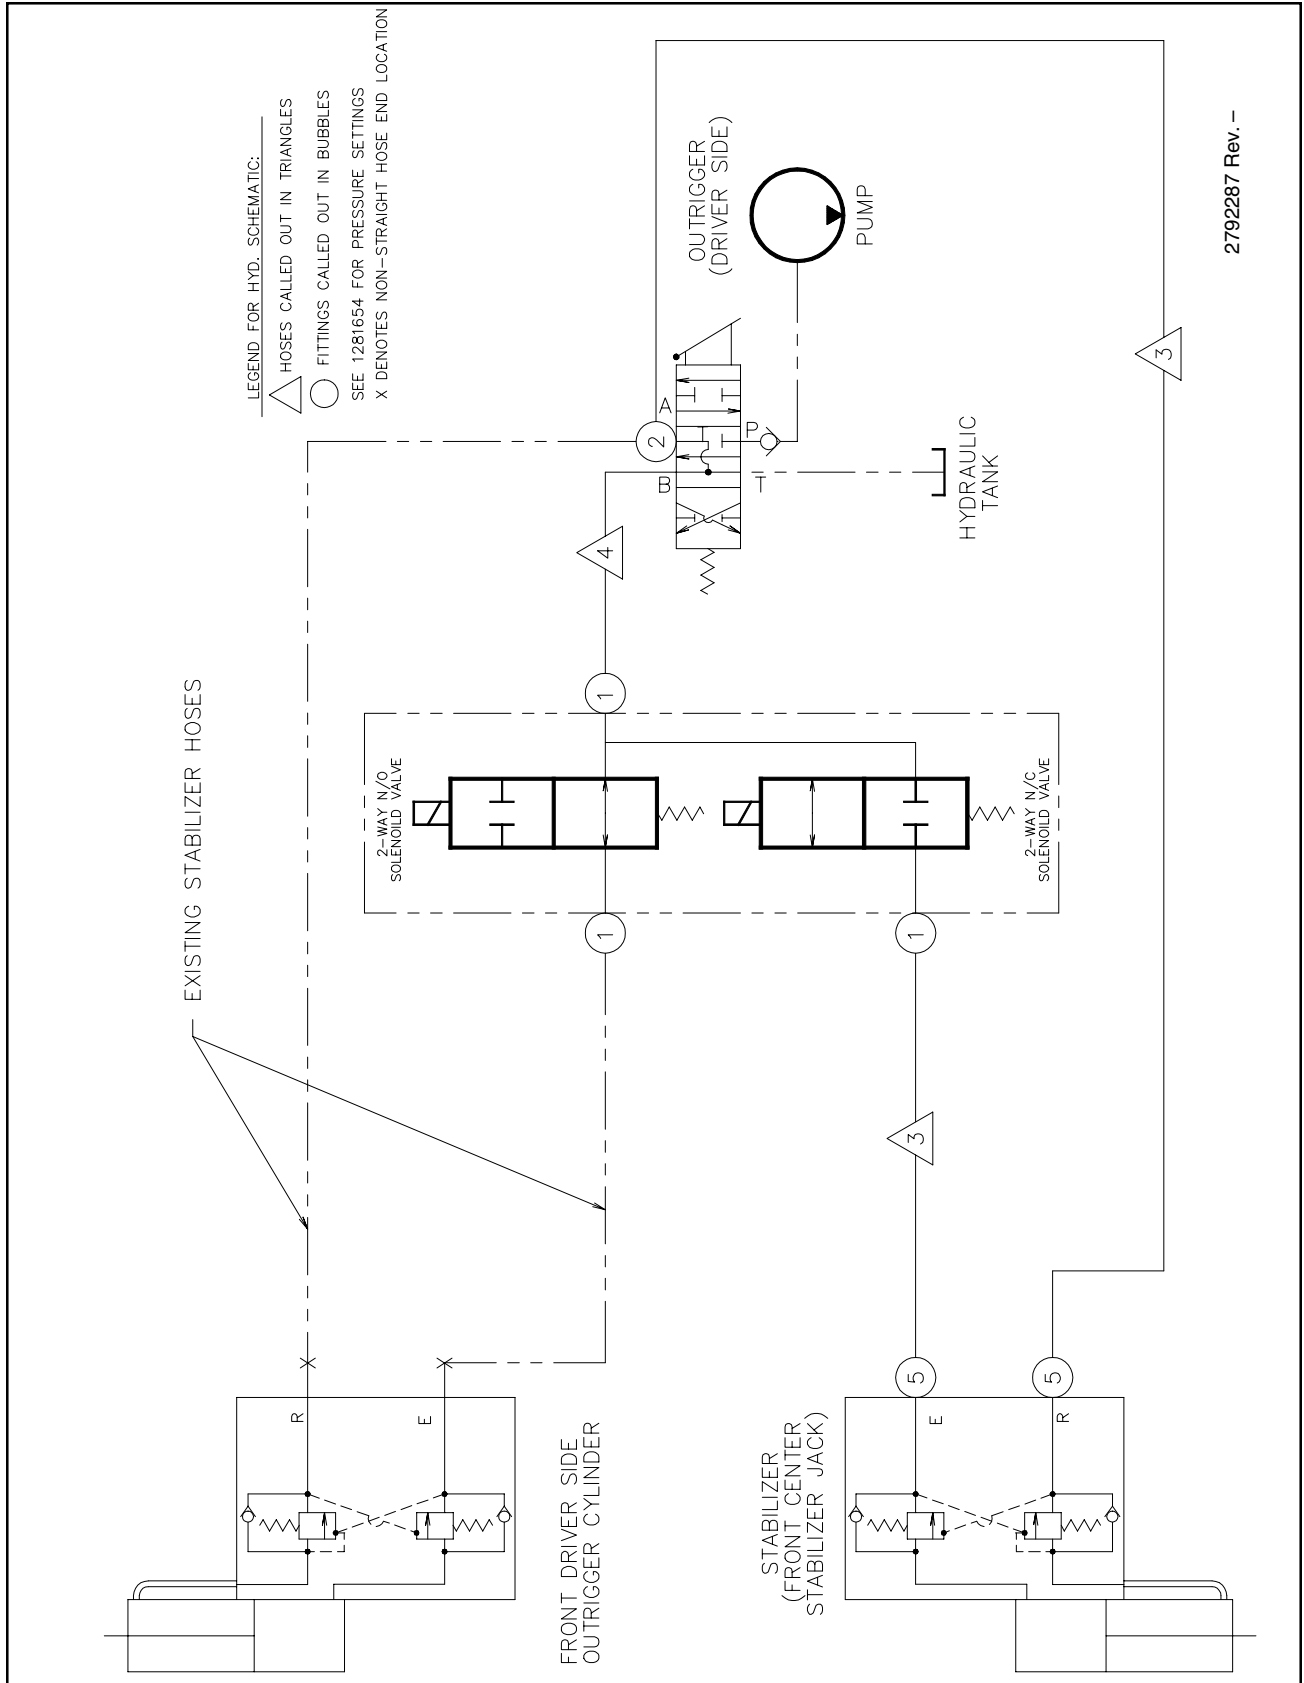 LEGEND FOR HYD. SCHEMATIC:
HOSES CALLED OUT IN TRIANGLES
FITTINGS CALLED OUT IN BUBBLES
SEE 1281654 FOR PRESSURE SETTINGS
X DENOTES NON-STRAIGHT HOSE END LOCATION
EXISTING STABILIZER HOSES
OUTRIGGER
(DRIVER SIDE)
PUMP
A
B
P
T
2
4
HYDRAULIC
TANK
1
2-WAY N/O
SOLENOILD VALVE
2-WAY N/C
SOLENOILD VALVE
1
1
3
3
R
E
FRONT DRIVER SIDE
OUTRIGGER CYLINDER
5
5
E
R
STABILIZER
(FRONT CENTER
STABILIZER JACK)
2792287 Rev. –